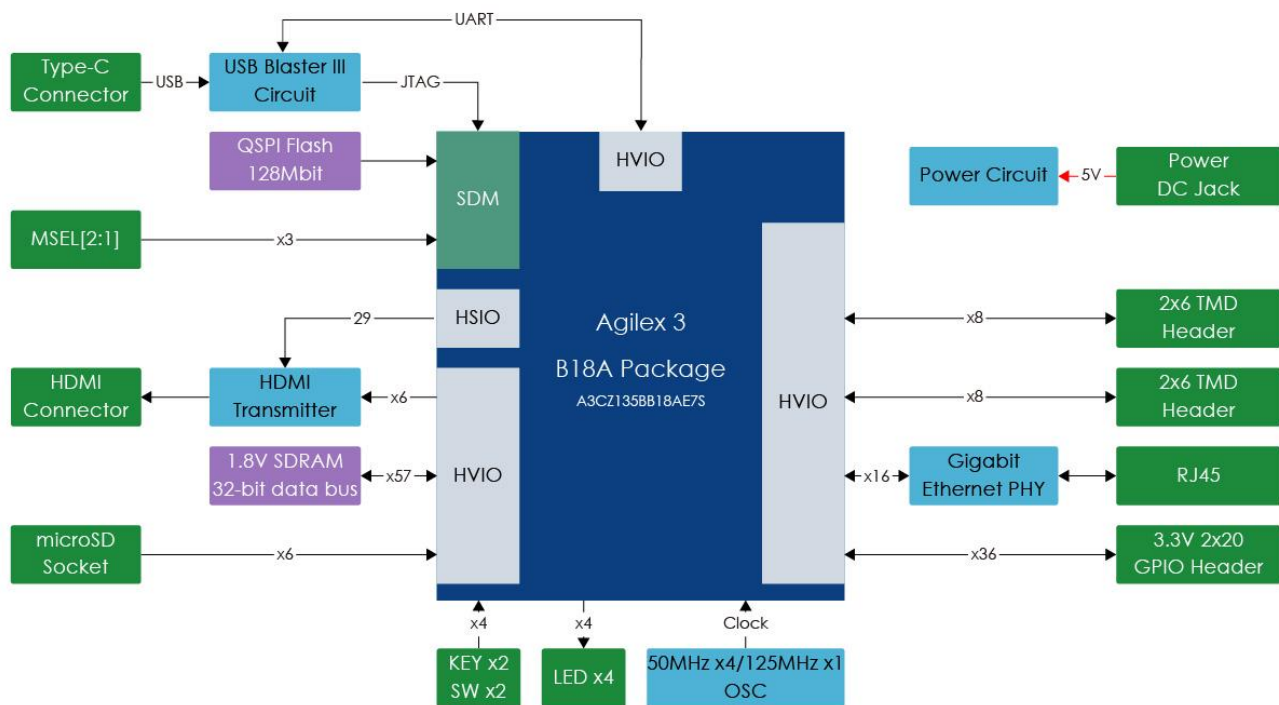 UART
Type-C
Connector
USB
USB Blaster III
Circuit
JTAG
QSPI Flash
128Mbit
HVIO
Power Circuit
5V
Power
DC Jack
SDM
MSEL[2:1]
x3
29
HSIO
Agilex 3
B18A Package
A3CZ135BB18AE7S
x8
2x6 TMD
Header
HDMI
Connector
HDMI
Transmitter
x6
HVIO
x8
2x6 TMD
Header
1.8V SDRAM
32-bit data bus
x57
HVIO
x16
Gigabit
Ethernet PHY
RJ45
microSD
Socket
x6
x36
3.3V 2x20
GPIO Header
x4
x4
Clock
KEY x2
SW x2
LED x4
50MHz x4/125MHz x1
OSC